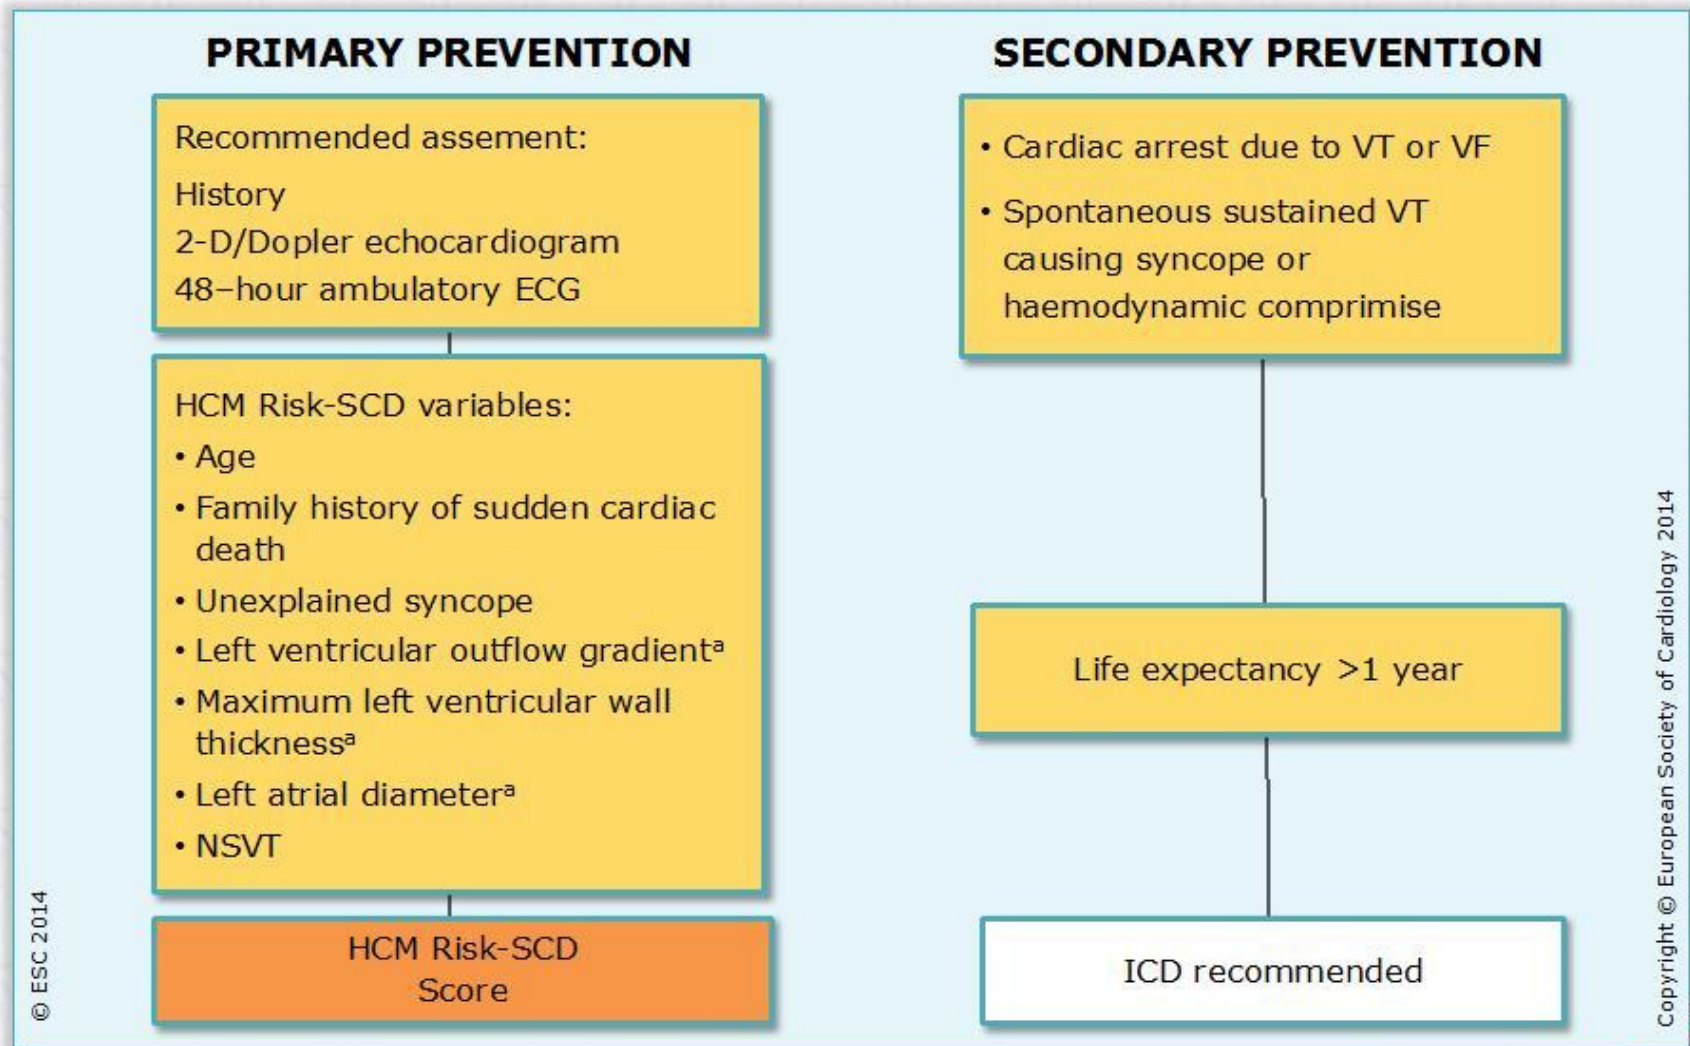 PRIMARY PREVENTION
Recommended assement:
History
2-D/Dopler echocardiogram
48–hour ambulatory ECG
HCM Risk-SCD variables:
• Age
• Family history of sudden cardiac
death
• Unexplained syncope
• Left ventricular outflow gradientᵃ
• Maximum left ventricular wall
thicknessᵃ
• Left atrial diameterᵃ
• NSVT
HCM Risk-SCD
Score
SECONDARY PREVENTION
• Cardiac arrest due to VT or VF
• Spontaneous sustained VT
causing syncope or
haemodynamic comprimise
Life expectancy >1 year
ICD recommended
© ESC 2014
Copyright © European Society of Cardiology 2014